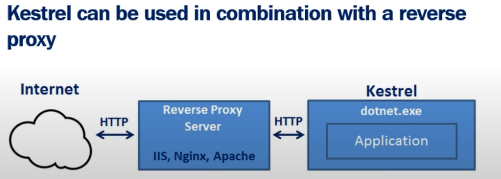 Kestrel can be used in combination with a reverse
proxy
Internet
HTTP
Reverse Proxy
Server
IIS, Nginx, Apache
HTTP
Kestrel
dotnet.exe
Application